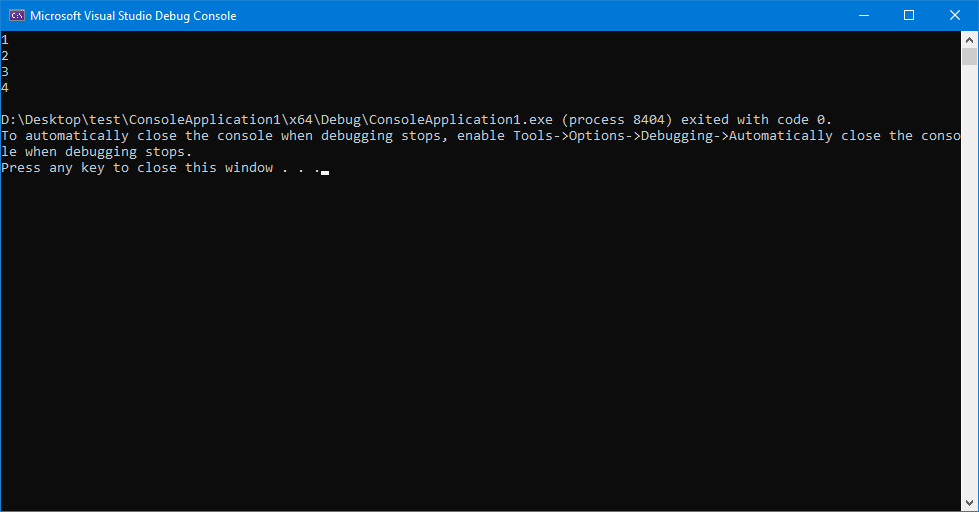 Microsoft Visual Studio Debug Console
1
2
3
4
D:\Desktop\test\ConsoleApplication1\x64\Debug\ConsoleApplication1.exe (process 8404) exited with code 0.
To automatically close the console when debugging stops, enable Tools->Options->Debugging->Automatically close the conso
le when debugging stops.
Press any key to close this window . . .